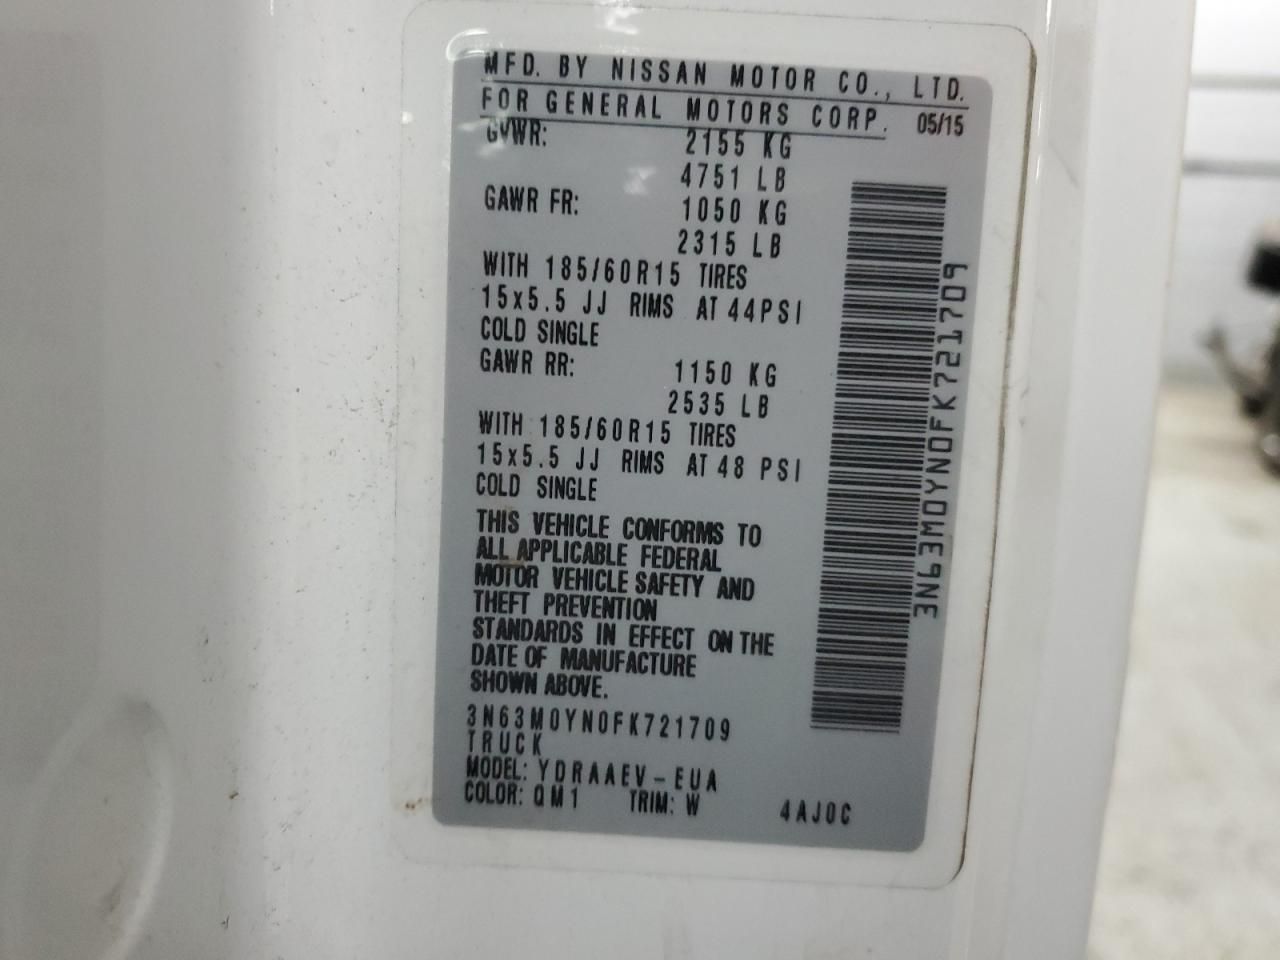 MFD. BY NISSAN MOTOR CO., LTD.
FOR GENERAL MOTORS CORP. 05/15
GVWR: 2155 KG
4751 LB
GAWR FR: 1050 KG
2315 LB
WITH 185/60R15 TIRES
15x5.5 JJ RIMS AT 44PSI
COLD SINGLE
GAWR RR: 1150 KG
2535 LB
WITH 185/60R15 TIRES
15x5.5 JJ RIMS AT 48 PSI
COLD SINGLE
THIS VEHICLE CONFORMS TO
ALL APPLICABLE FEDERAL
MOTOR VEHICLE SAFETY AND
THEFT PREVENTION
STANDARDS IN EFFECT ON THE
DATE OF MANUFACTURE
SHOWN ABOVE.
3N63M0YN0FK721709
TRUCK
MODEL: YDRAAEV-EUA
COLOR: QM1 TRIM: W 4AJ0C
3N63M0YN0FK721709